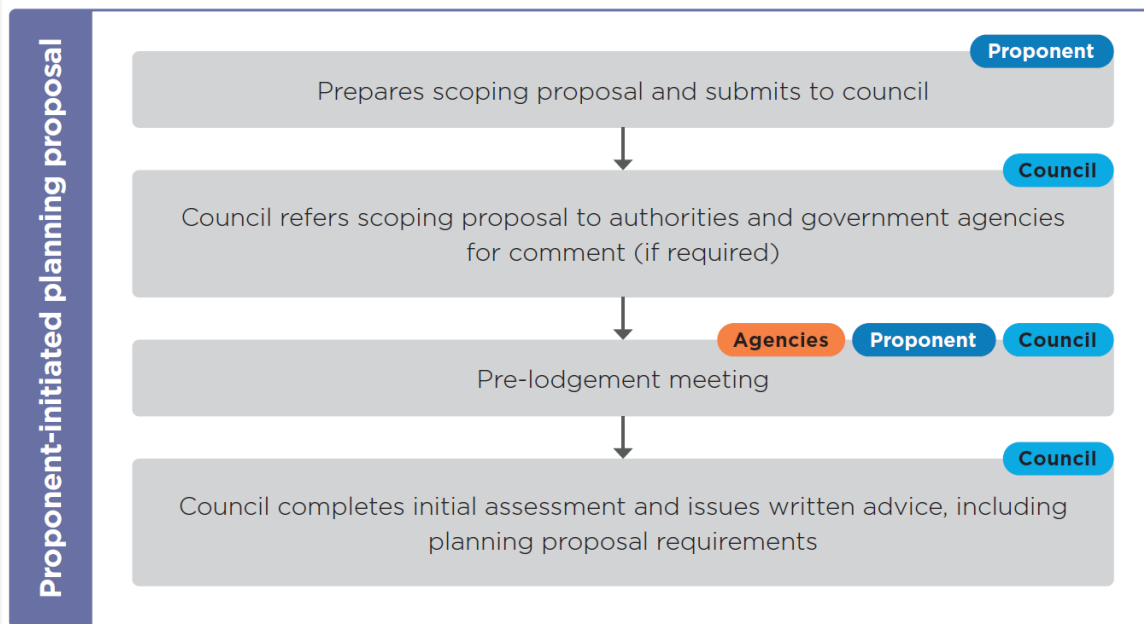 Proponent-initiated planning proposal
Proponent
Prepares scoping proposal and submits to council
Council
Council refers scoping proposal to authorities and government agencies
for comment (if required)
Agencies Proponent Council
Pre-lodgement meeting
Council
Council completes initial assessment and issues written advice, including
planning proposal requirements